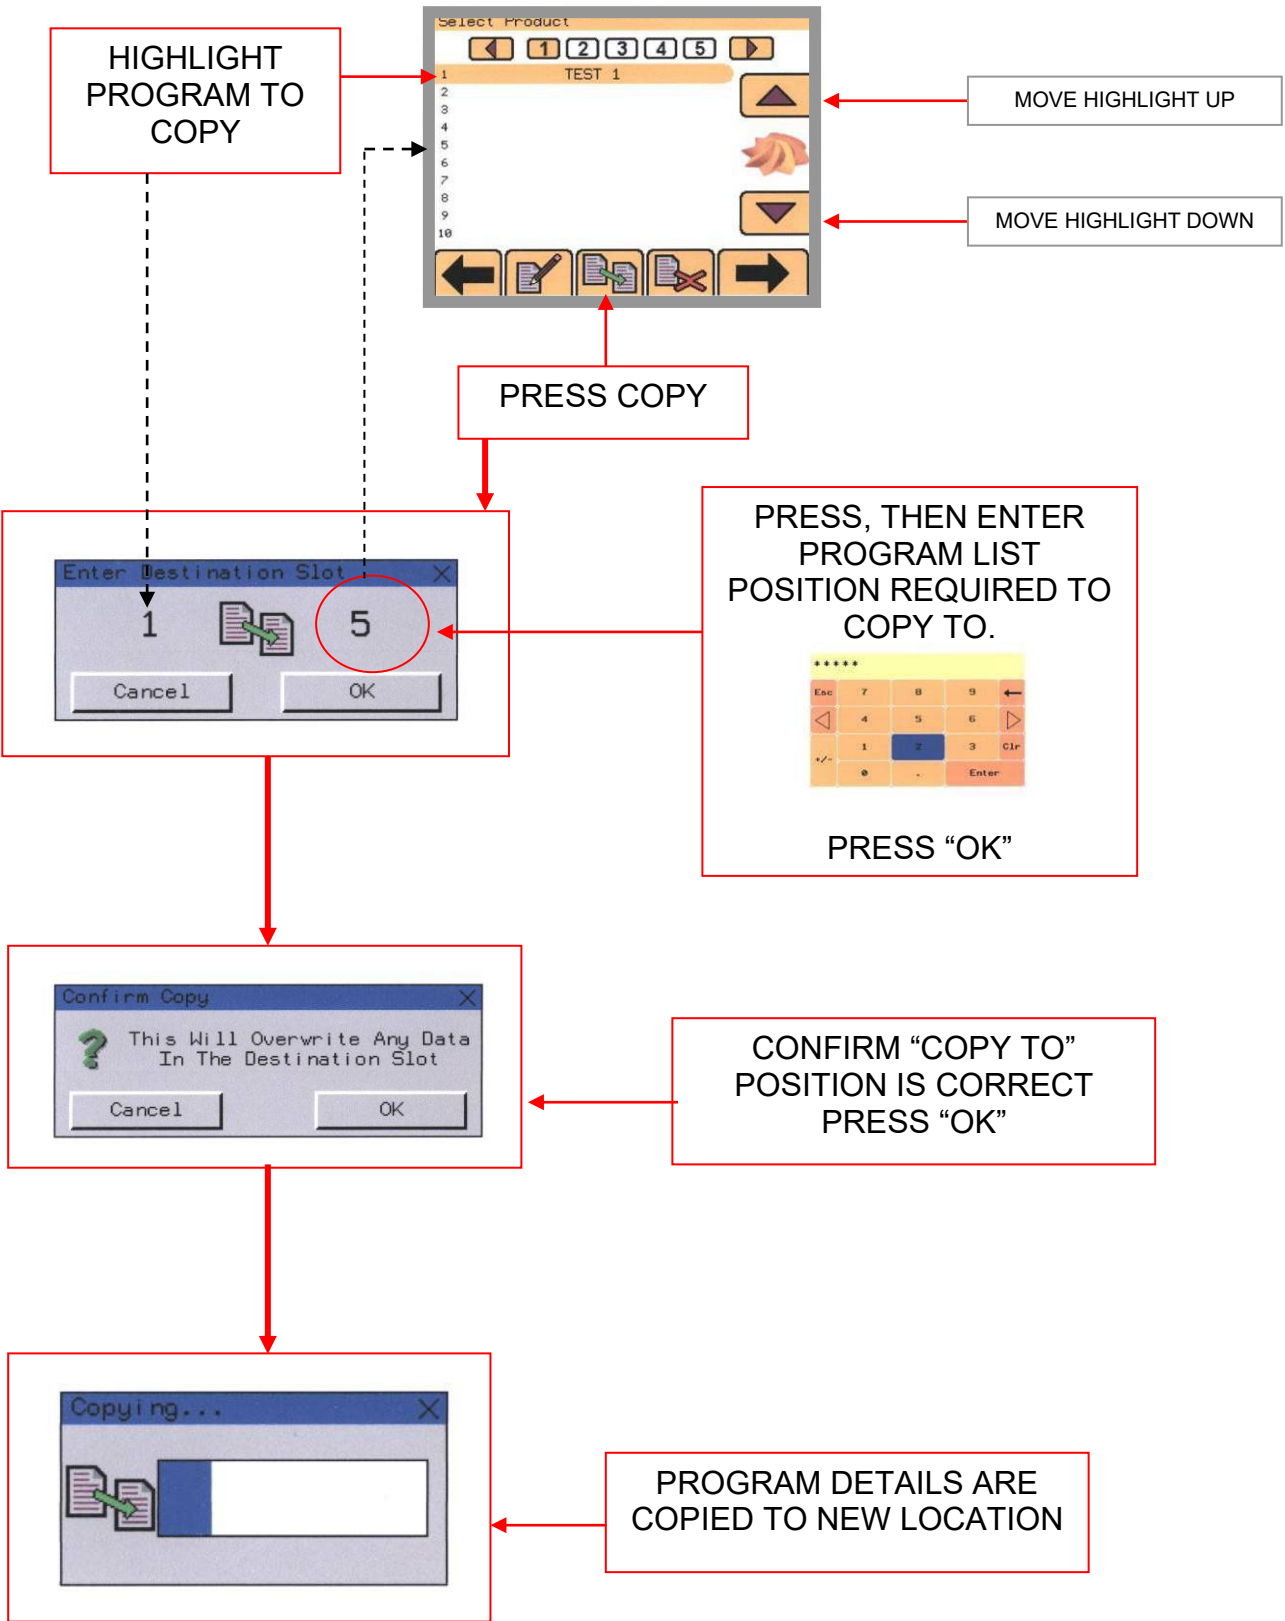 HIGHLIGHT
PROGRAM TO
COPY
Select Product
1 2 3 4 5
1 TEST 1
2
3
4
5
6
7
8
9
10
MOVE HIGHLIGHT UP
MOVE HIGHLIGHT DOWN
PRESS COPY
Enter Destination Slot
1 5
Cancel OK
PRESS, THEN ENTER
PROGRAM LIST
POSITION REQUIRED TO
COPY TO.
*****
Esc 7 8 9
4 5 6
1 2 3 Clr
+/-
0 . Enter
PRESS “OK”
Confirm Copy
This Will Overwrite Any Data
In The Destination Slot
Cancel OK
CONFIRM “COPY TO”
POSITION IS CORRECT
PRESS “OK”
Copying...
PROGRAM DETAILS ARE
COPIED TO NEW LOCATION